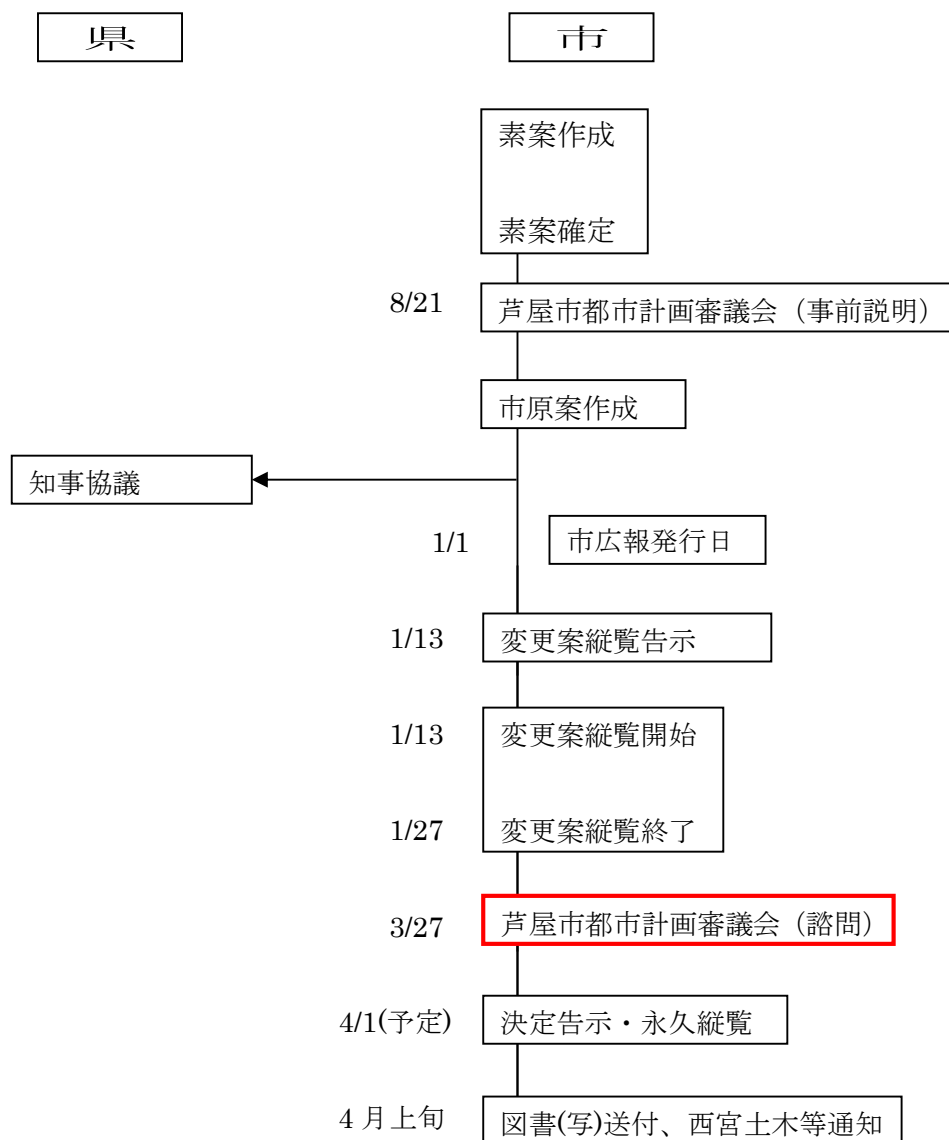 県
市
素案作成
素案確定
8/21
芦屋市都市計画審議会（事前説明）
市原案作成
知事協議
1/1
市広報発行日
1/13
変更案縦覧告示
1/13
変更案縦覧開始
1/27
変更案縦覧終了
3/27
芦屋市都市計画審議会（諮問）
4/1(予定)
決定告示・永久縦覧
4月上旬
図書(写)送付、西宮土木等通知